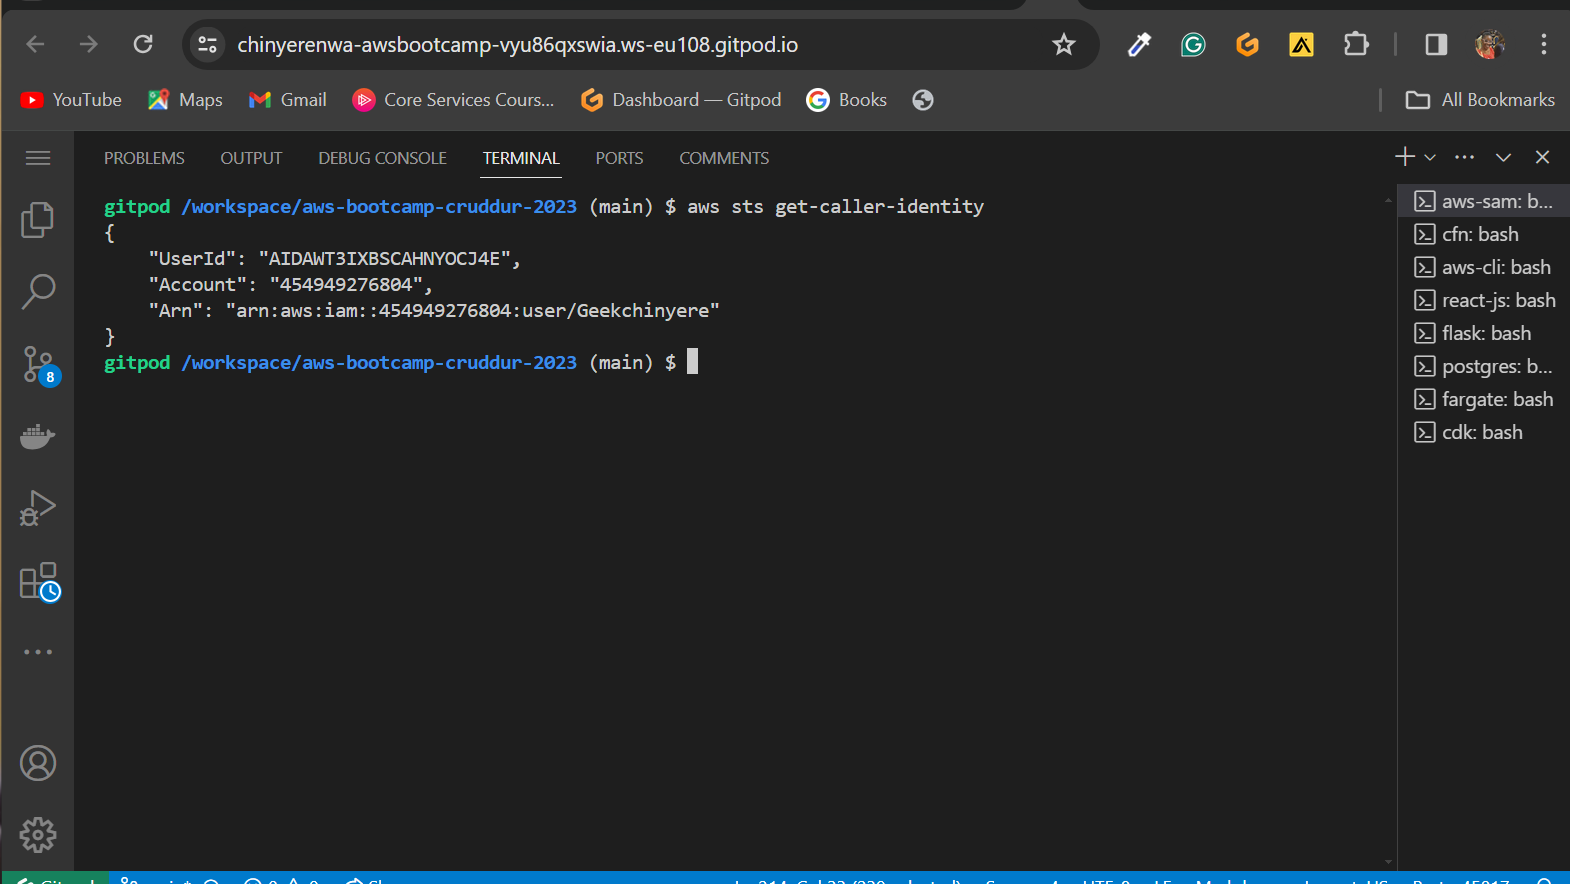 chinyerenwa-awsbootcamp-vyu86qxswia.ws-eu108.gitpod.io
YouTube Maps Gmail Core Services Cours... Dashboard — Gitpod Books All Bookmarks
PROBLEMS OUTPUT DEBUG CONSOLE TERMINAL PORTS COMMENTS
gitpod /workspace/aws-bootcamp-cruddur-2023 (main) $ aws sts get-caller-identity
{
"UserId": "AIDAWT3IXBSCAHNYOCJ4E",
"Account": "454949276804",
"Arn": "arn:aws:iam::454949276804:user/Geekchinyere"
}
gitpod /workspace/aws-bootcamp-cruddur-2023 (main) $
aws-sam: b...
cfn: bash
aws-cli: bash
react-js: bash
flask: bash
postgres: b...
fargate: bash
cdk: bash
8